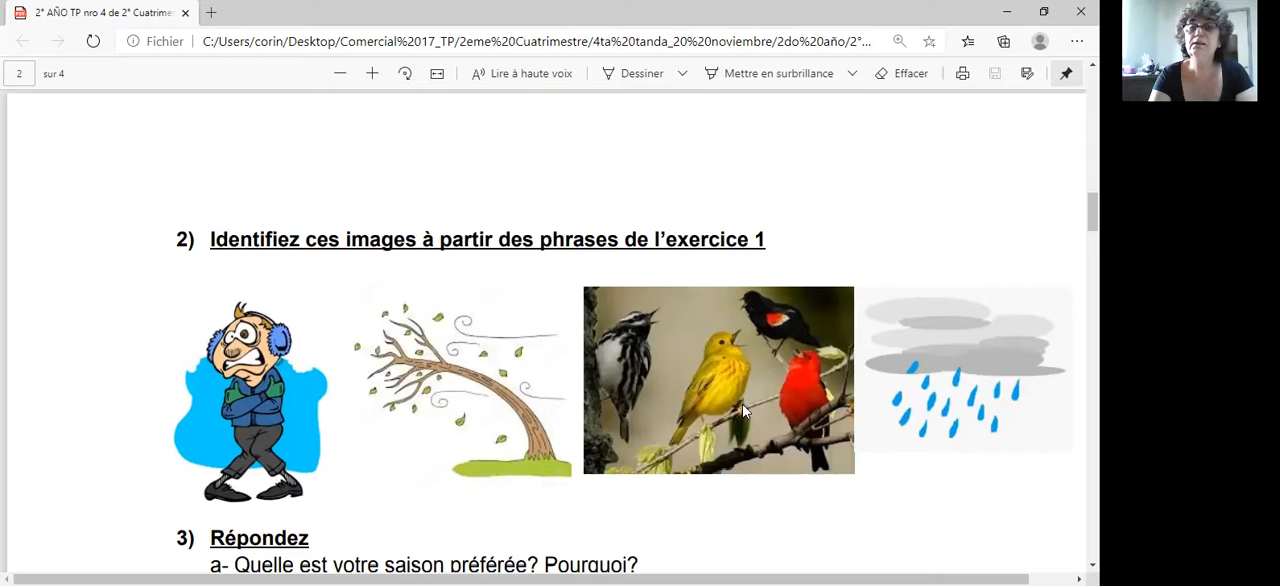 2° AÑO TP nro 4 de 2° Cuatrime
Fichier
C:/Users/corin/Desktop/Comercial%2017_TP/2eme%20Cuatrimestre/4ta%20tanda_20%20noviembre/2do%20año/2°...
2
sur 4
Lire à haute voix
Dessiner
Mettre en surbrillance
Effacer
2) Identifiez ces images à partir des phrases de l'exercice 1
3) Répondez
a- Quelle est votre saison préférée? Pourquoi?